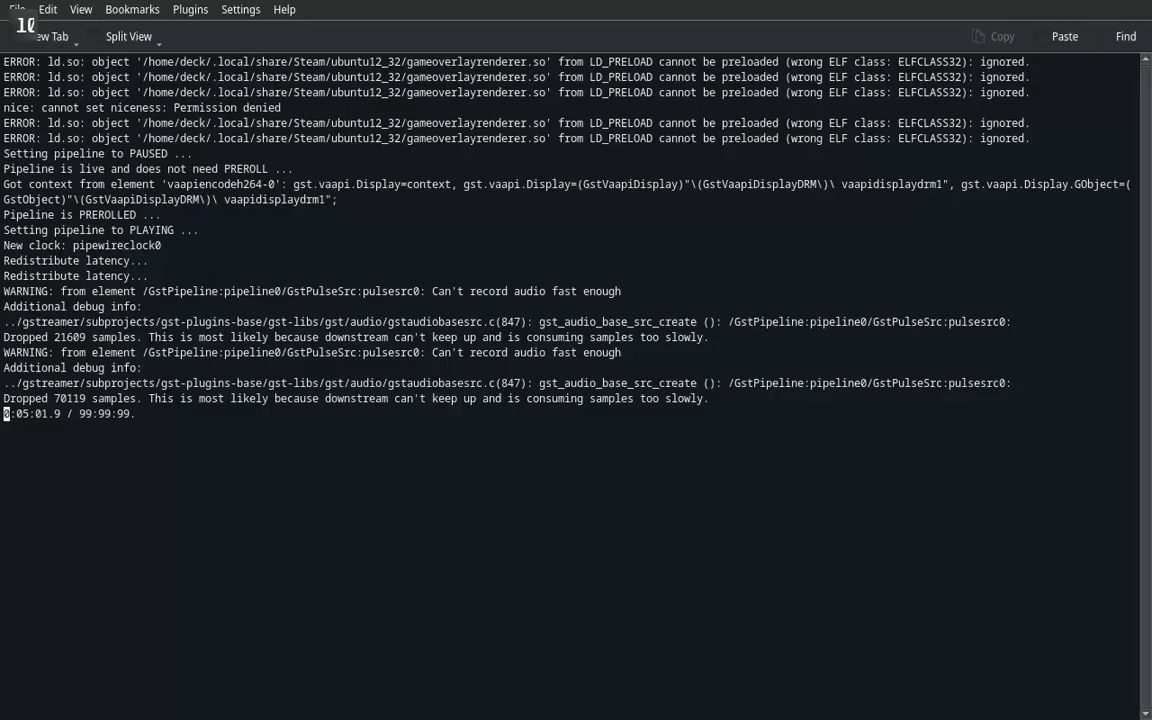 File Edit View Bookmarks Plugins Settings Help
10
ew Tab Split View Copy Paste Find
ERROR: ld.so: object '/home/deck/.local/share/Steam/ubuntu12_32/gameoverlayrenderer.so' from LD_PRELOAD cannot be preloaded (wrong ELF class: ELFCLASS32): ignored.
ERROR: ld.so: object '/home/deck/.local/share/Steam/ubuntu12_32/gameoverlayrenderer.so' from LD_PRELOAD cannot be preloaded (wrong ELF class: ELFCLASS32): ignored.
ERROR: ld.so: object '/home/deck/.local/share/Steam/ubuntu12_32/gameoverlayrenderer.so' from LD_PRELOAD cannot be preloaded (wrong ELF class: ELFCLASS32): ignored.
nice: cannot set niceness: Permission denied
ERROR: ld.so: object '/home/deck/.local/share/Steam/ubuntu12_32/gameoverlayrenderer.so' from LD_PRELOAD cannot be preloaded (wrong ELF class: ELFCLASS32): ignored.
ERROR: ld.so: object '/home/deck/.local/share/Steam/ubuntu12_32/gameoverlayrenderer.so' from LD_PRELOAD cannot be preloaded (wrong ELF class: ELFCLASS32): ignored.
Setting pipeline to PAUSED ...
Pipeline is live and does not need PREROLL ...
Got context from element 'vaapiencodeh264-0': gst.vaapi.Display=context, gst.vaapi.Display=(GstVaapiDisplay)"\(GstVaapiDisplayDRM\)\ vaapidisplaydrm1", gst.vaapi.Display.GObject=(
GstObject)"\(GstVaapiDisplayDRM\)\ vaapidisplaydrm1";
Pipeline is PREROLLED ...
Setting pipeline to PLAYING ...
New clock: pipewireclock0
Redistribute latency...
Redistribute latency...
WARNING: from element /GstPipeline:pipeline0/GstPulseSrc:pulsesrc0: Can't record audio fast enough
Additional debug info:
../gstreamer/subprojects/gst-plugins-base/gst-libs/gst/audio/gstaudiobasesrc.c(847): gst_audio_base_src_create (): /GstPipeline:pipeline0/GstPulseSrc:pulsesrc0:
Dropped 21609 samples. This is most likely because downstream can't keep up and is consuming samples too slowly.
WARNING: from element /GstPipeline:pipeline0/GstPulseSrc:pulsesrc0: Can't record audio fast enough
Additional debug info:
../gstreamer/subprojects/gst-plugins-base/gst-libs/gst/audio/gstaudiobasesrc.c(847): gst_audio_base_src_create (): /GstPipeline:pipeline0/GstPulseSrc:pulsesrc0:
Dropped 70119 samples. This is most likely because downstream can't keep up and is consuming samples too slowly.
0:05:01.9 / 99:99:99.